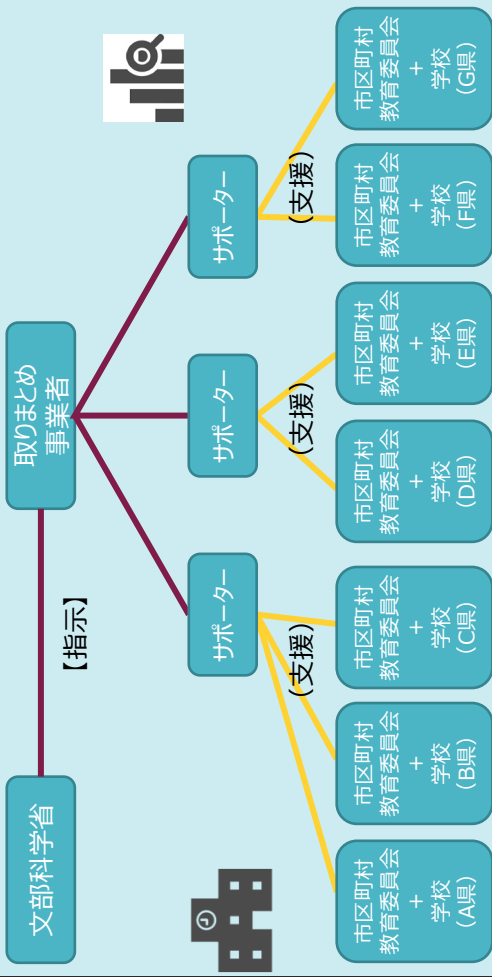 文部科学省
【指示】
取りまとめ
事業者
サポーター
サポーター
サポーター
(支援)
(支援)
(支援)
市区町村
教育委員会
+
学校
(A県)
市区町村
教育委員会
+
学校
(B県)
市区町村
教育委員会
+
学校
(C県)
市区町村
教育委員会
+
学校
(D県)
市区町村
教育委員会
+
学校
(E県)
市区町村
教育委員会
+
学校
(F県)
市区町村
教育委員会
+
学校
(G県)